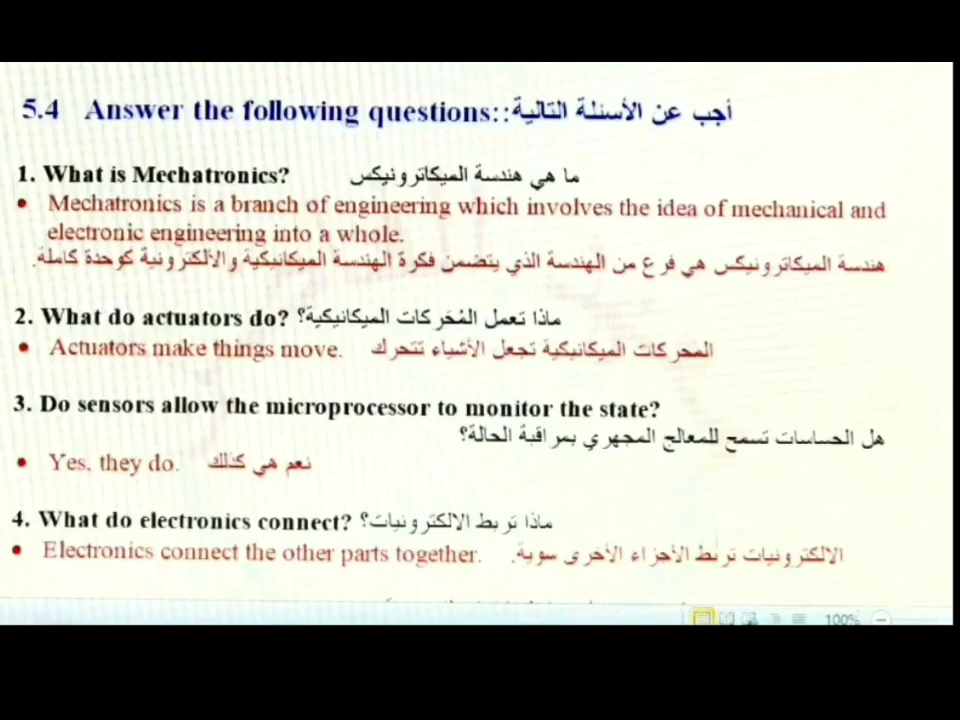 5.4 Answer the following questions::أجب عن الأسئلة التالية
1. What is Mechatronics? ما هي هندسة الميكاترونيكس
• Mechatronics is a branch of engineering which involves the idea of mechanical and
electronic engineering into a whole.
هندسة الميكاترونيكس هي فرع من الهندسة الذي يتضمن فكرة الهندسة الميكانيكية والألكترونية كوحدة كاملة.
2. What do actuators do? ماذا تعمل المُحركات الميكانيكية؟
• Actuators make things move. المحركات الميكانيكية تجعل الأشياء تتحرك
3. Do sensors allow the microprocessor to monitor the state?
هل الحساسات تسمح للمعالج المجهري بمراقبة الحالة؟
• Yes, they do. نعم هي كذلك
4. What do electronics connect? ماذا تربط الالكترونيات؟
• Electronics connect the other parts together. الالكترونيات تربط الأجزاء الأخرى سوية.
100%